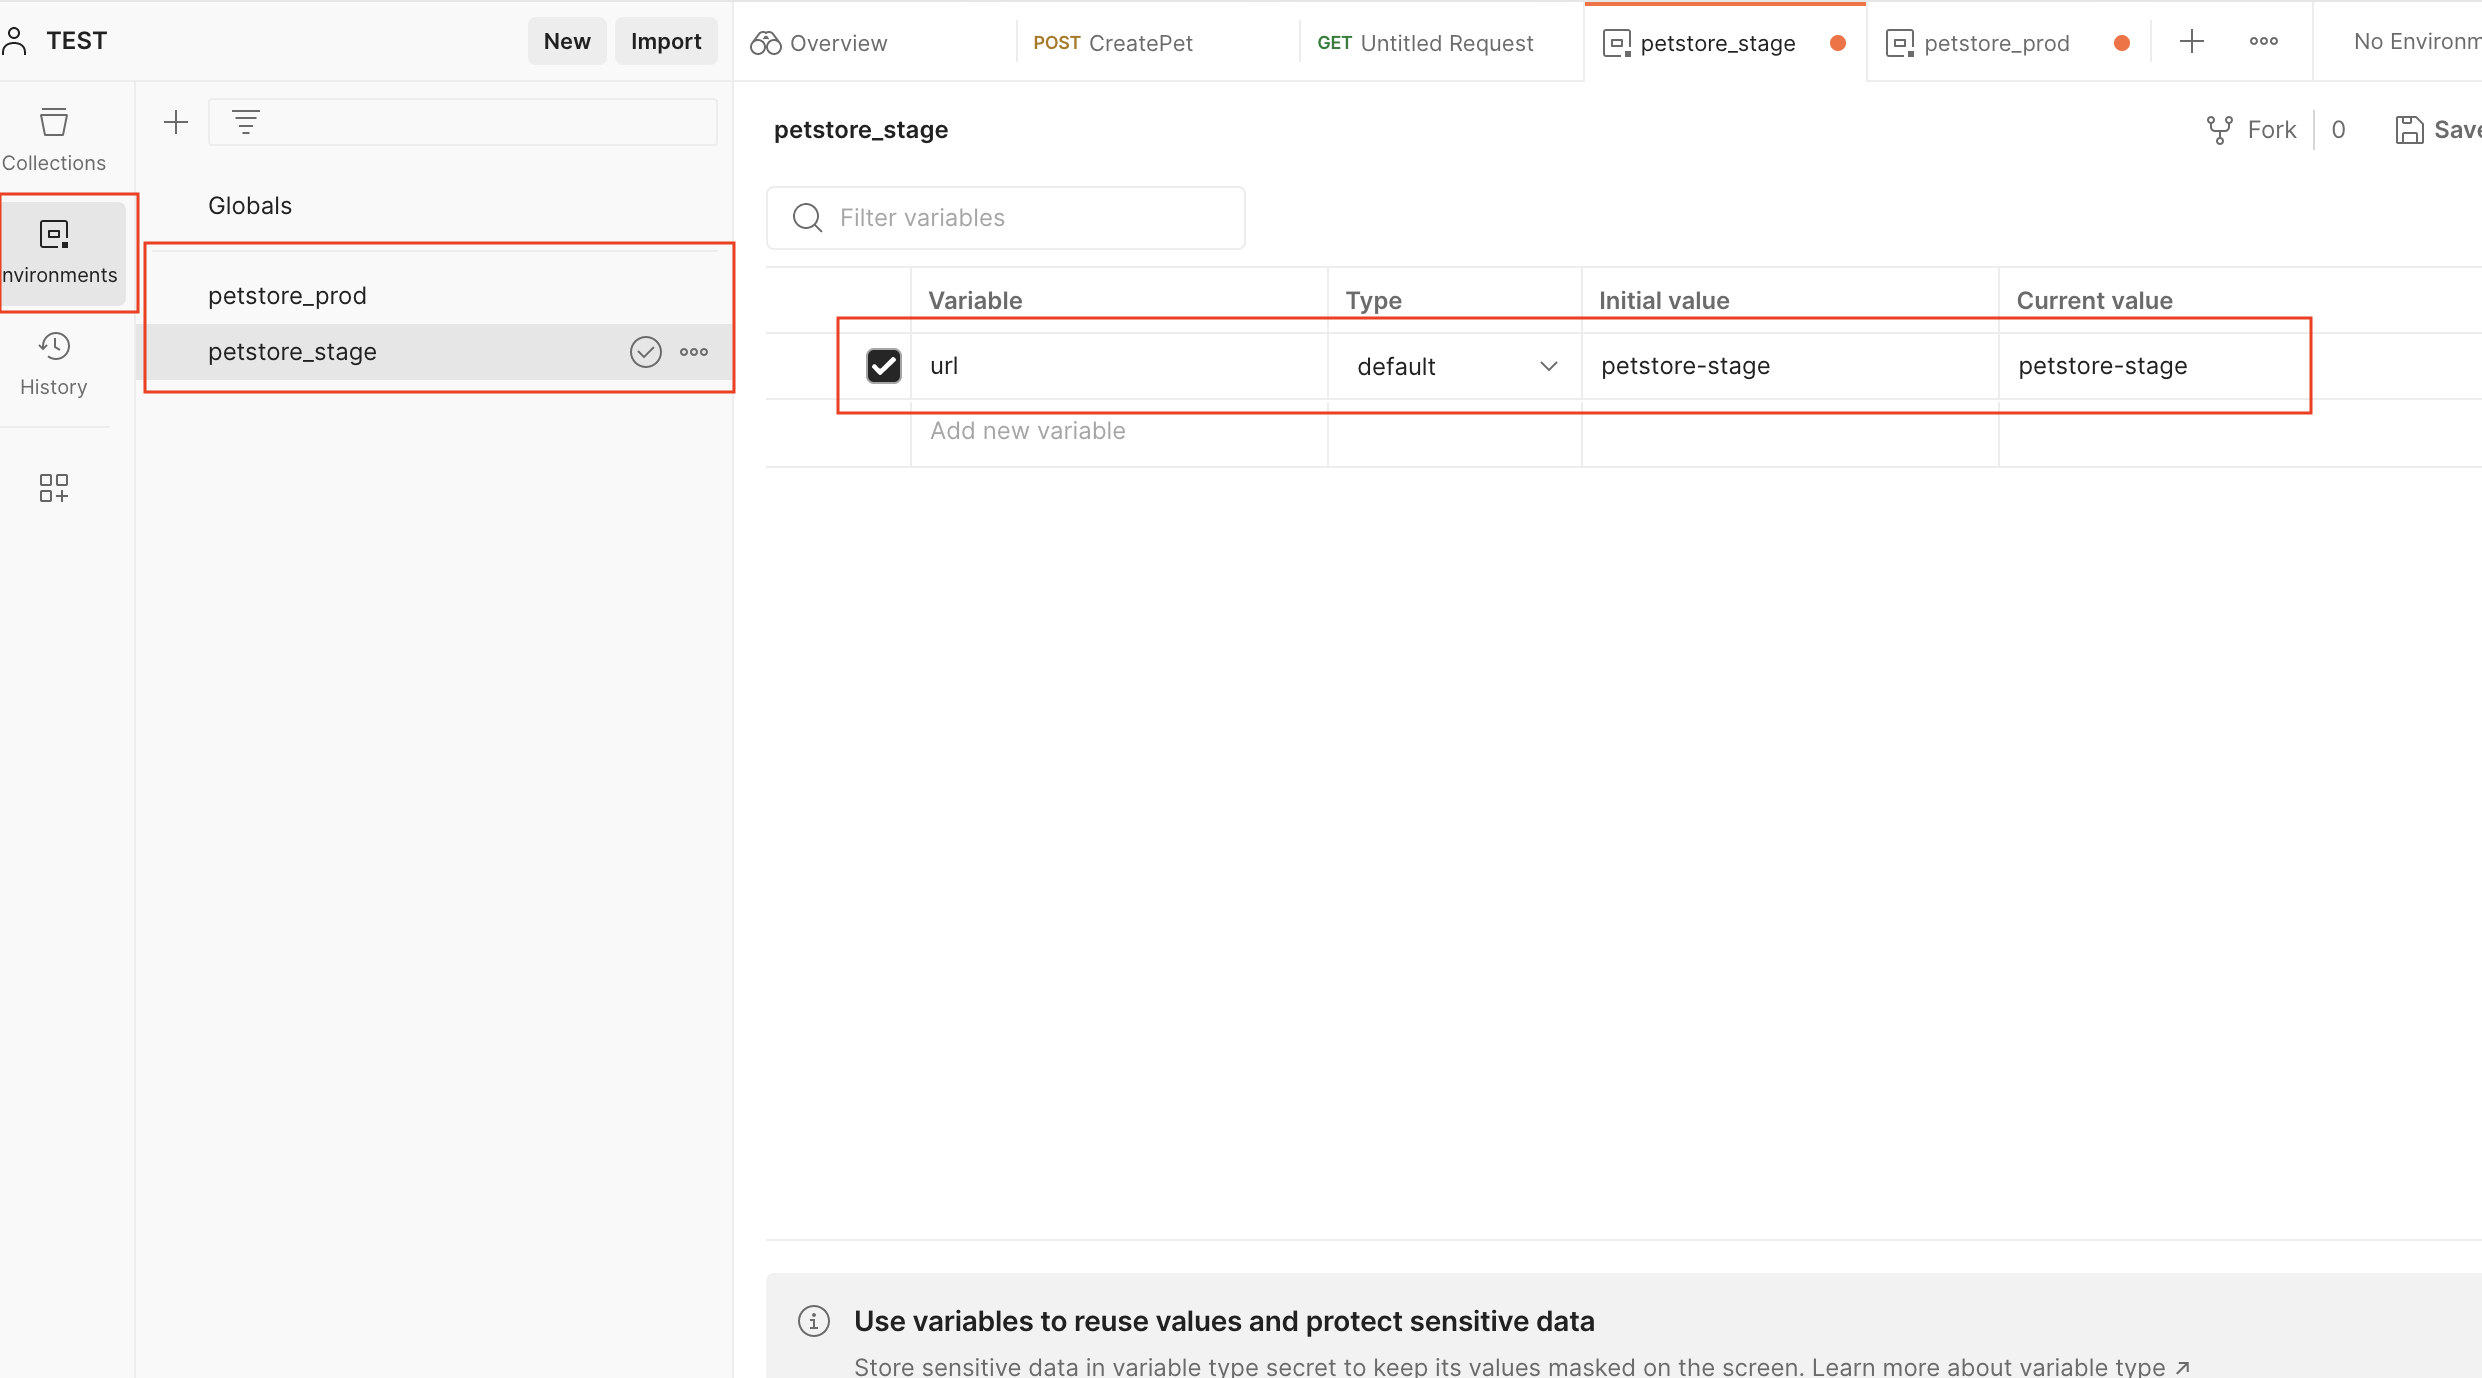 TEST
New
Import
Overview
POST CreatePet
GET Untitled Request
petstore_stage
petstore_prod
No Environm
Collections
nvironments
History
Globals
petstore_prod
petstore_stage
petstore_stage
Fork 0
Save
Filter variables
Variable Type Initial value Current value
url default petstore-stage petstore-stage
Add new variable
Use variables to reuse values and protect sensitive data
Store sensitive data in variable type secret to keep its values masked on the screen. Learn more about variable type ↗